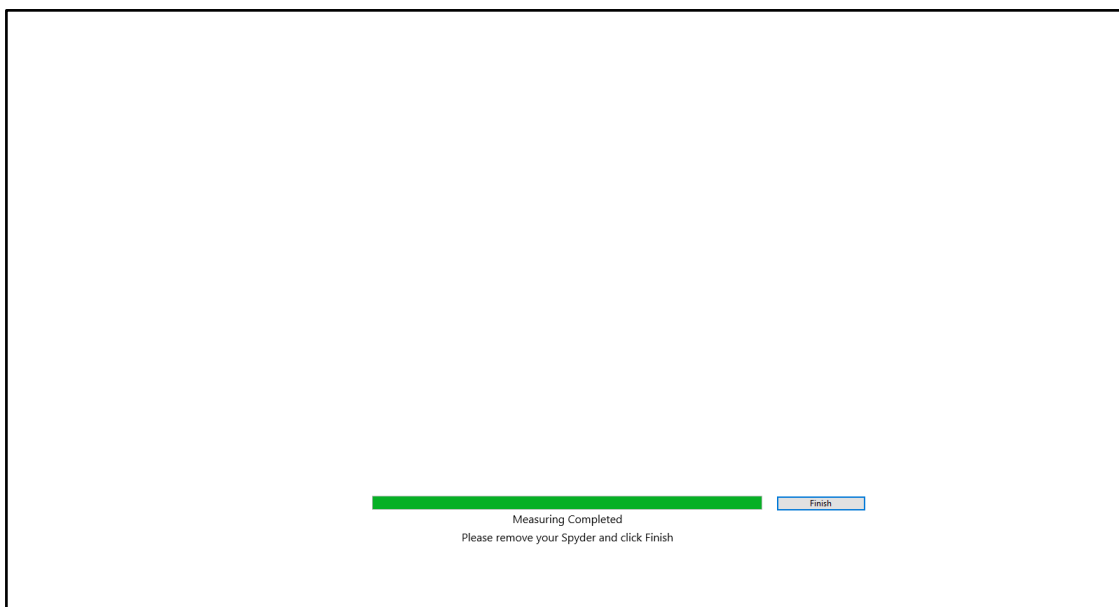 Finish
Measuring Completed
Please remove your Spyder and click Finish